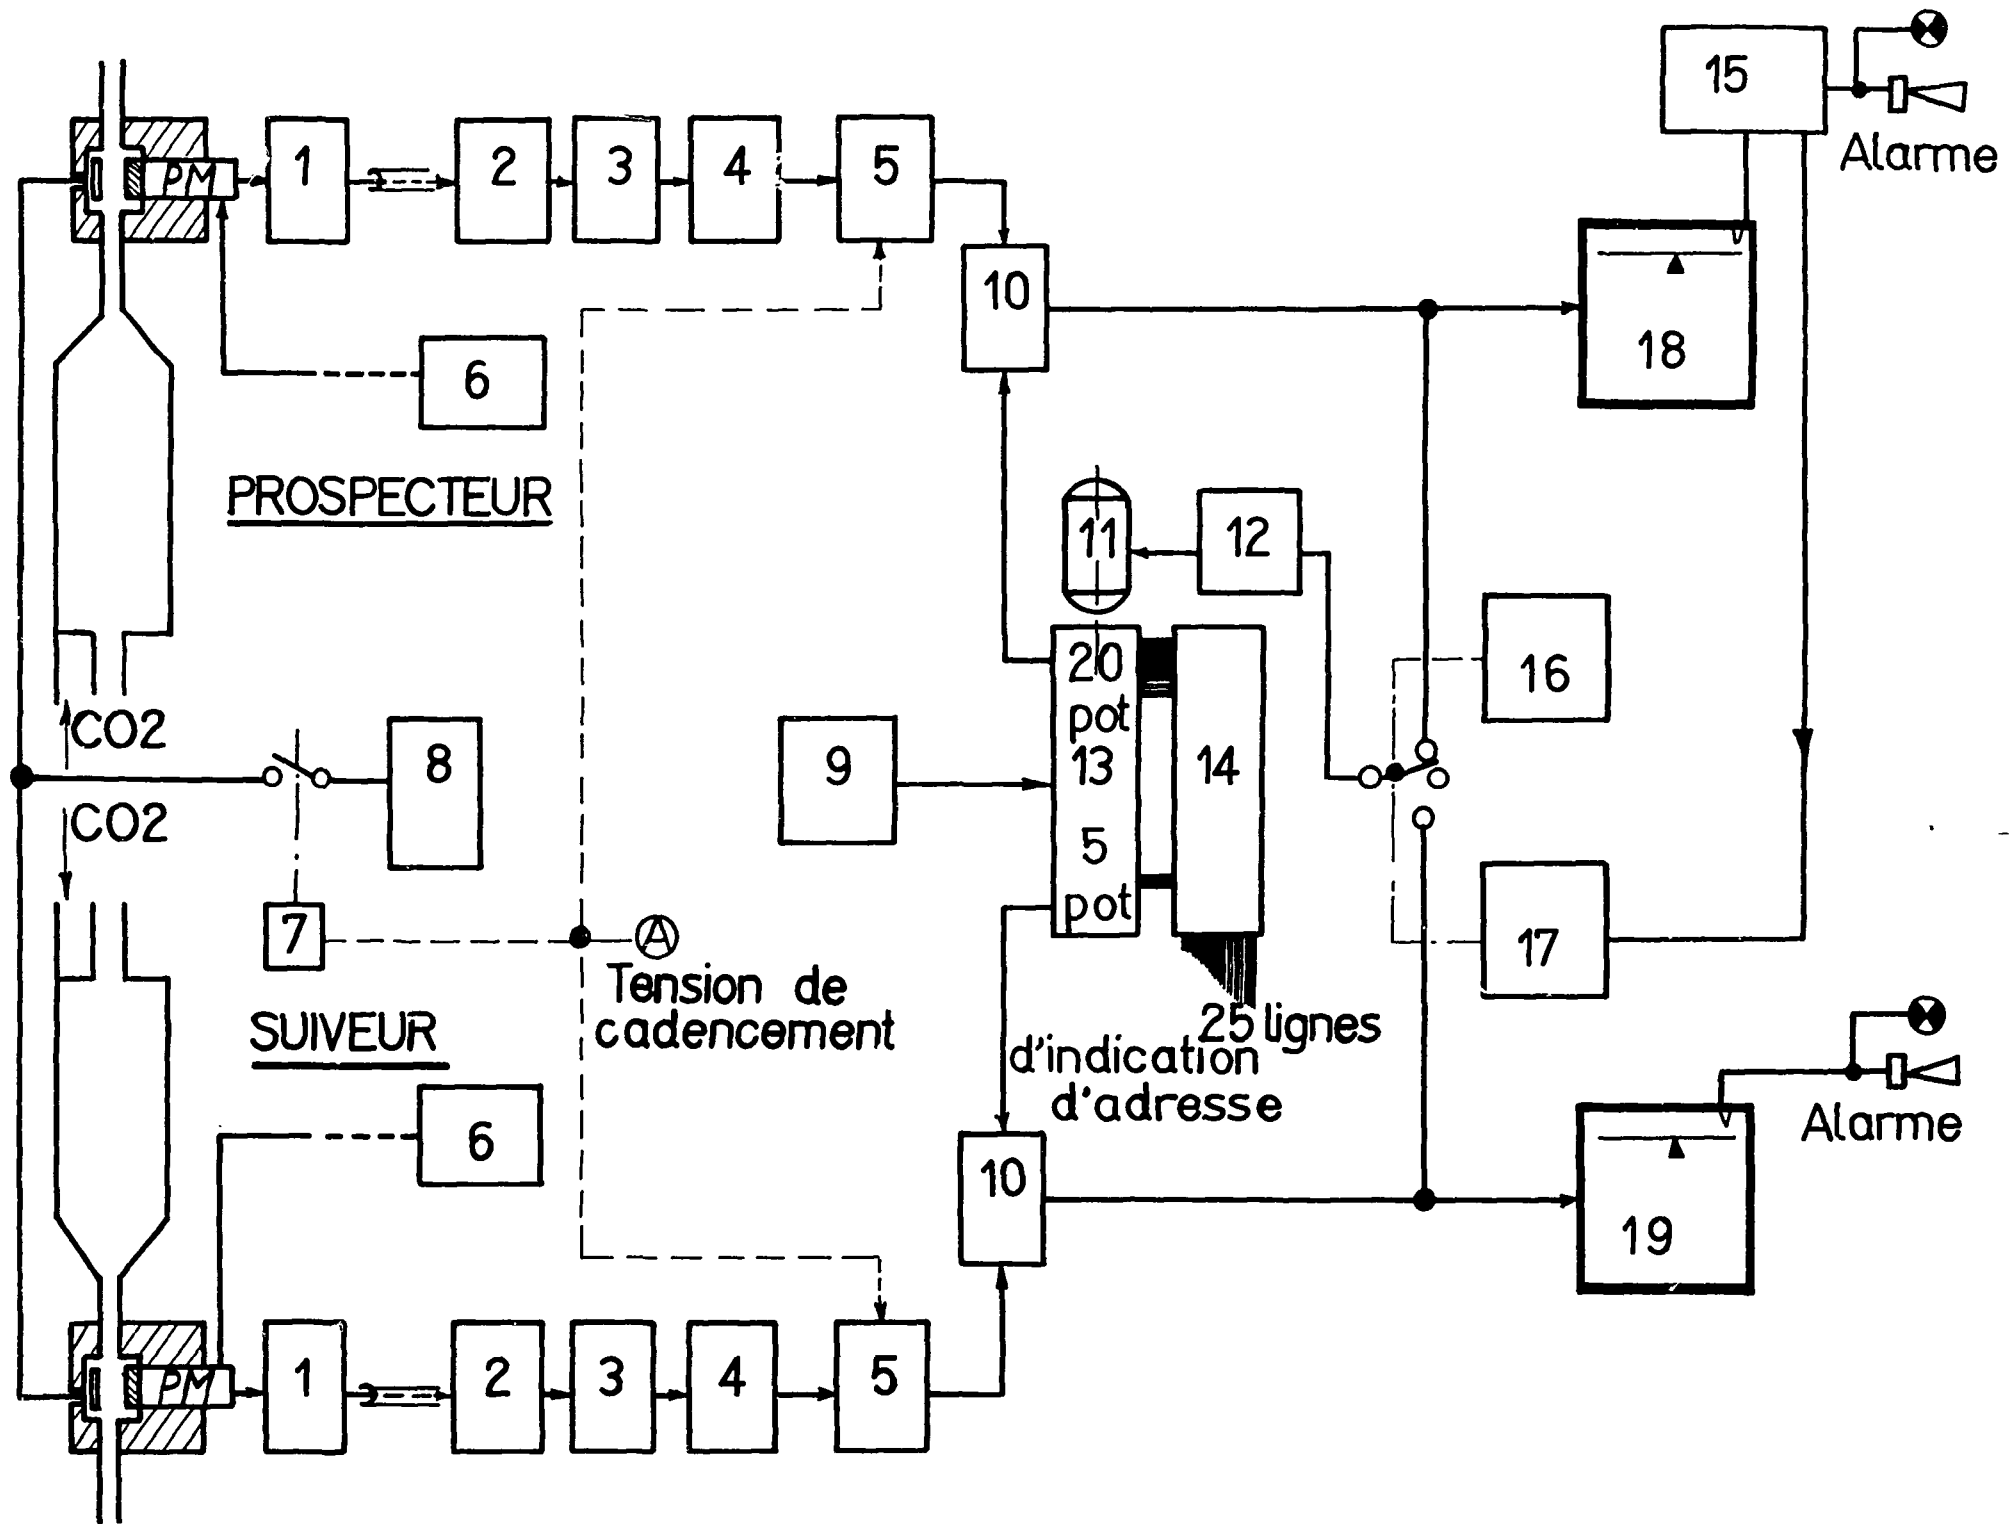 15
Alarme
PM
1
2
3
4
5
10
18
6
PROSPECTEUR
11
12
20
pot
13
5
pot
14
16
CO2
8
9
CO2
7
A
Tension de
cadencement
17
SUIVEUR
25 lignes
d'indication
d'adresse
6
10
19
Alarme
PM
1
2
3
4
5